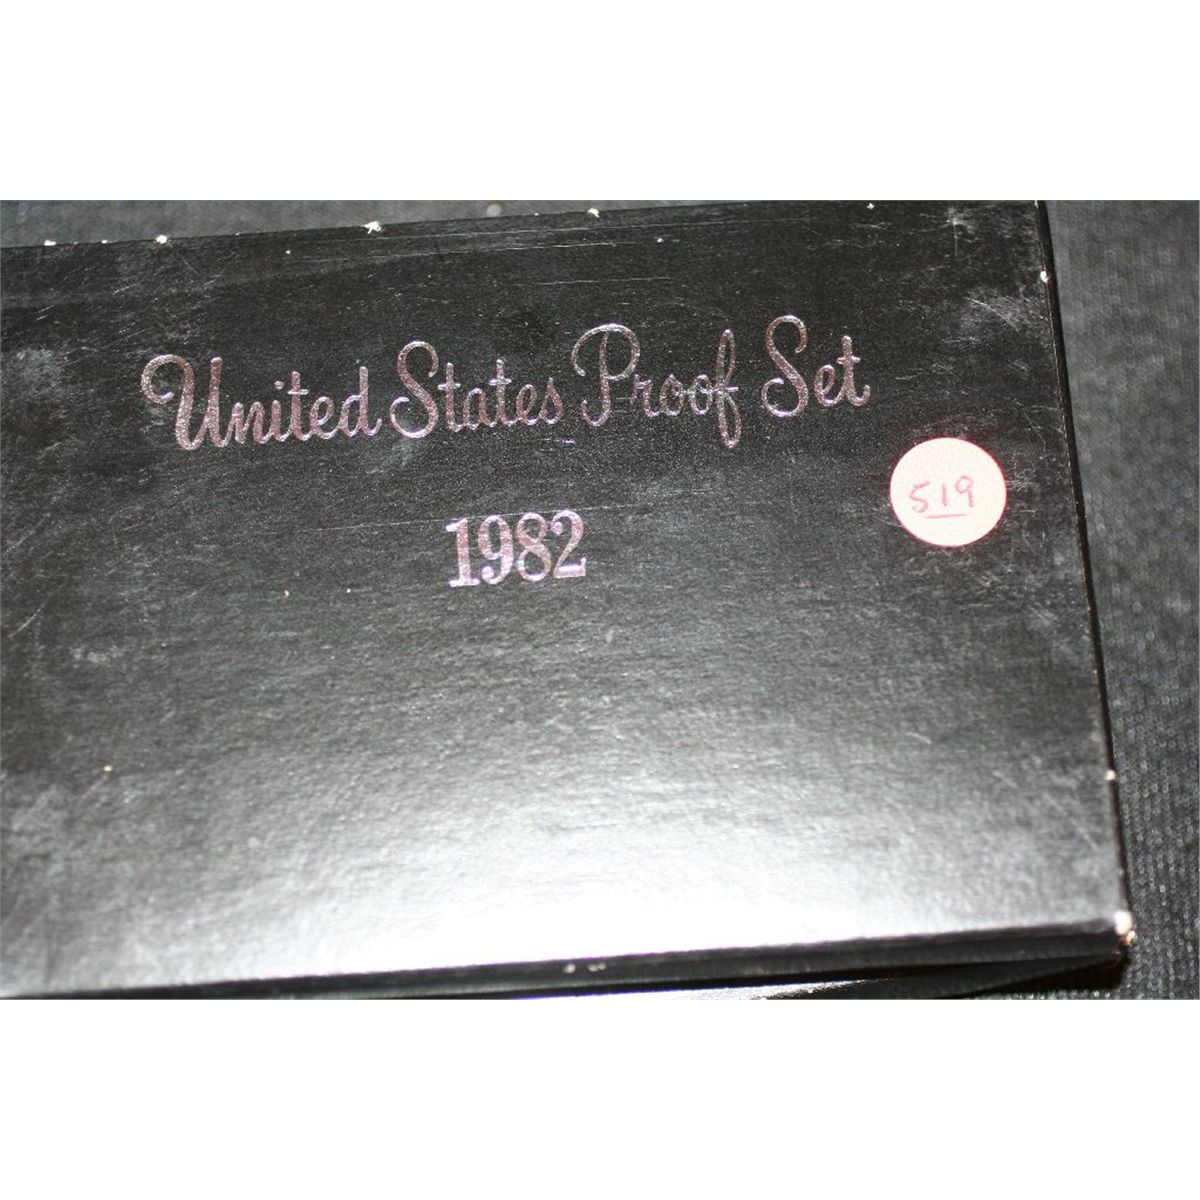 United States Proof Set
519
1982